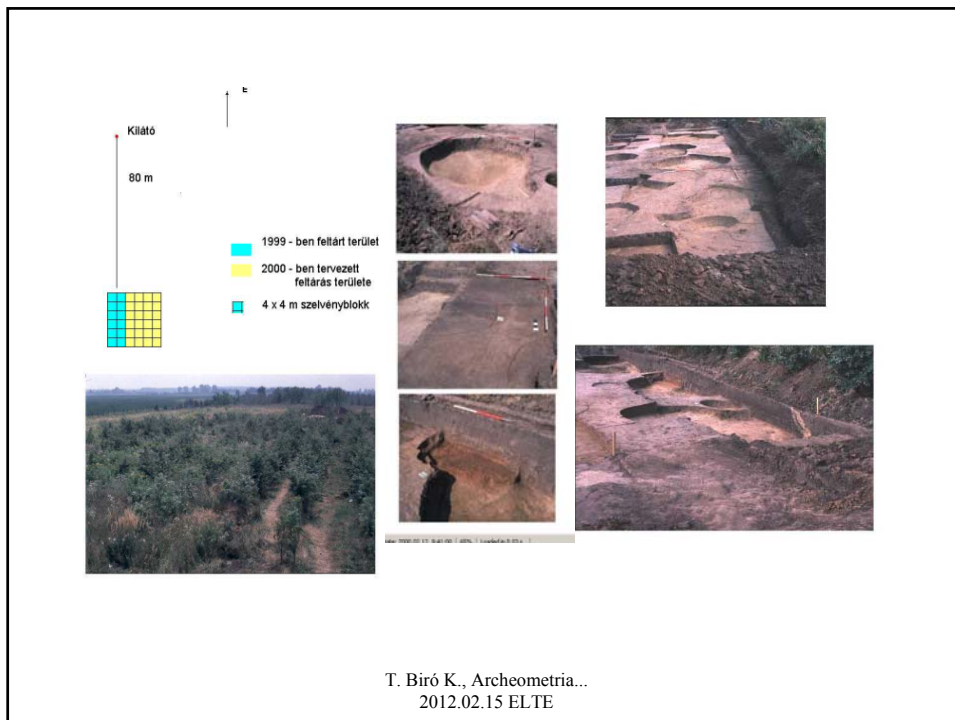 Kilátó
80 m
1999 - ben feltárt terület
2000 - ben tervezett
feltárás területe
4 x 4 m szelvényblokk
T. Biró K., Archeometria...
2012.02.15 ELTE